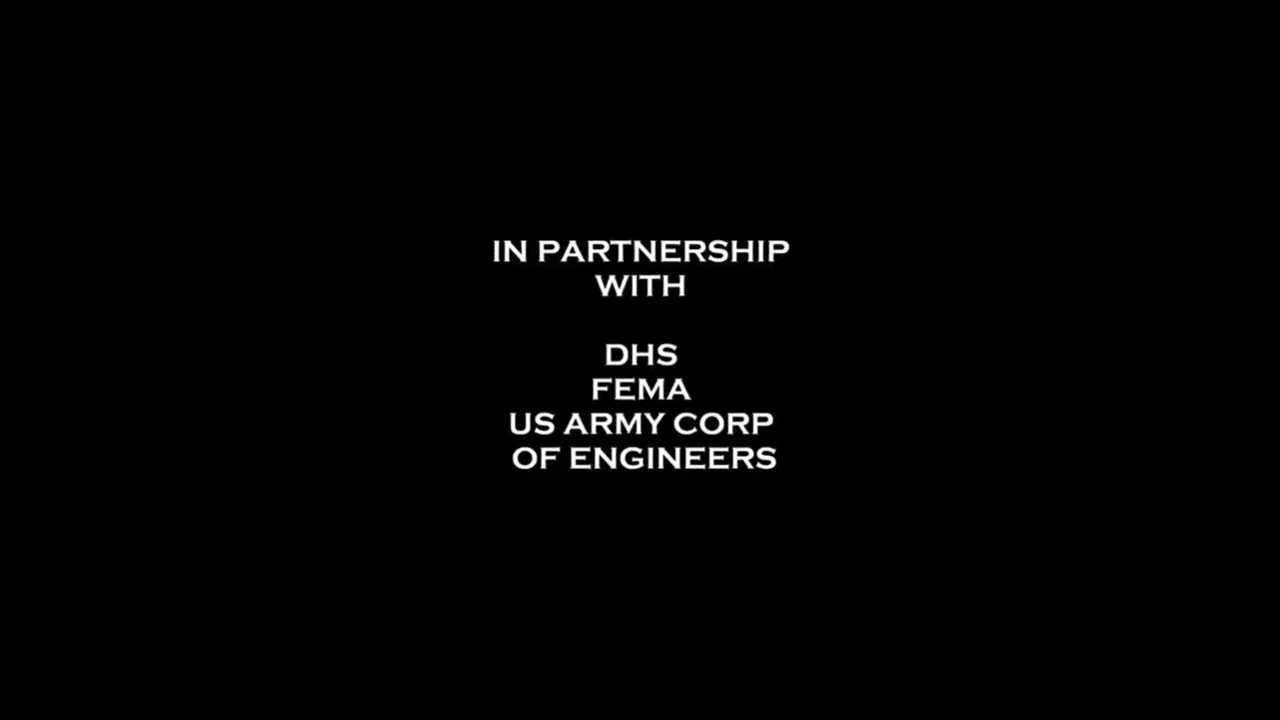 IN PARTNERSHIP
WITH
DHS
FEMA
US ARMY CORP
OF ENGINEERS